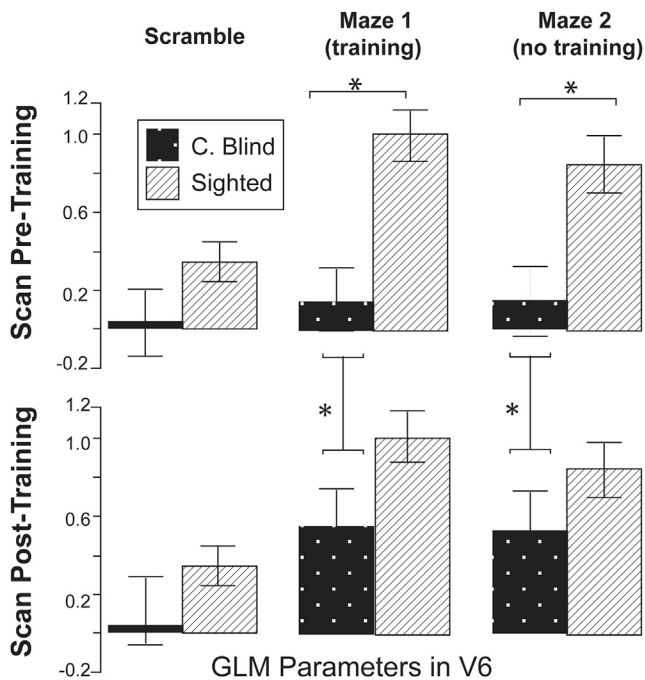 Scramble
Maze 1
(training)
Maze 2
(no training)
Scan Pre-Training
1.2
1.0
0.6
0.2
-0.2
C. Blind
Sighted
*
*
Scan Post-Training
1.2
1.0
0.6
0.2
-0.2
*
*
GLM Parameters in V6